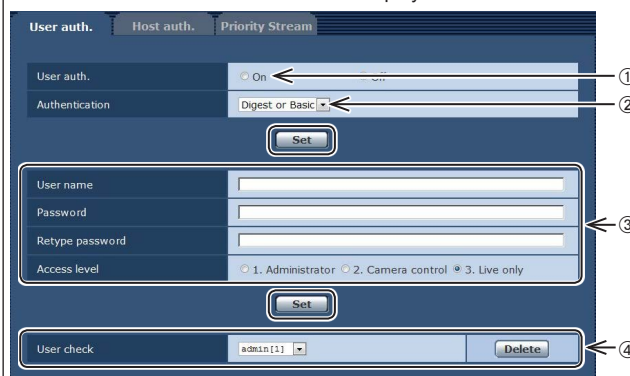 User auth. Host auth. Priority Stream
User auth. On Off ①
Authentication Digest or Basic ②
Set
User name
Password
③
Retype password
Access level 1. Administrator 2. Camera control 3. Live only
Set
User check admin[1] Delete ④